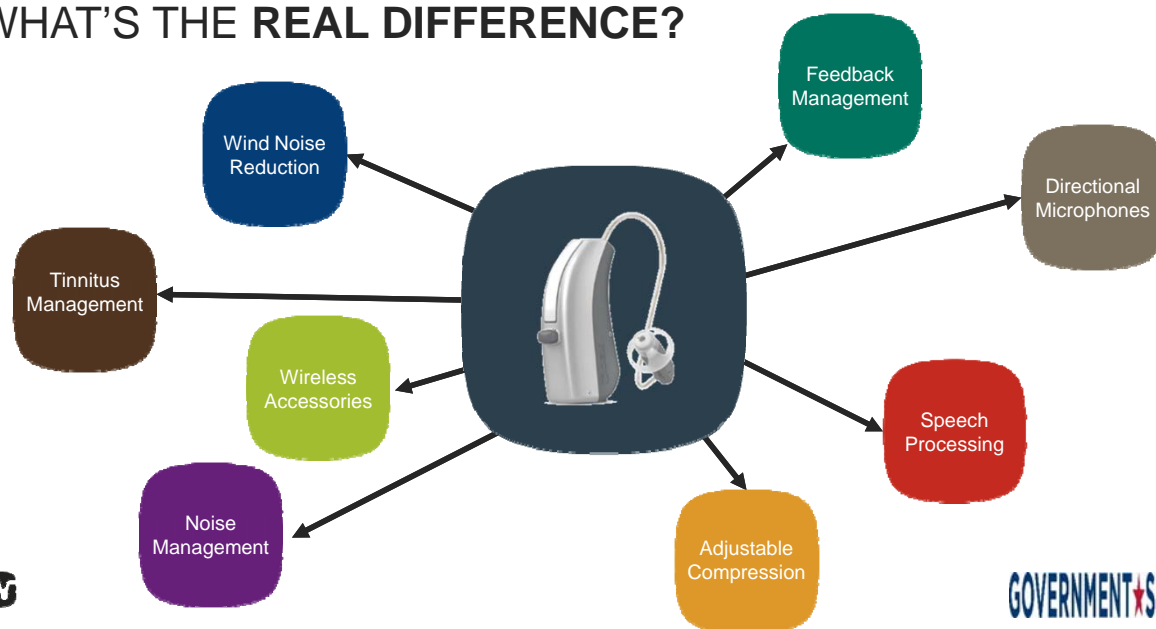 WHAT'S THE REAL DIFFERENCE?
Feedback
Management
Wind Noise
Reduction
Directional
Microphones
Tinnitus
Management
Wireless
Accessories
Speech
Processing
Noise
Management
Adjustable
Compression
GOVERNMENT★S